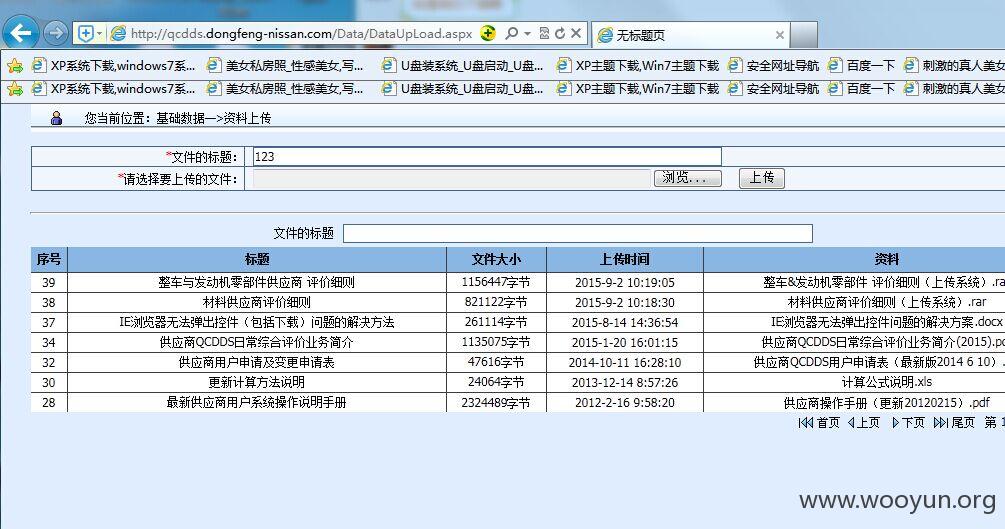 http://qcdds.dongfeng-nissan.com/Data/DataUpLoad.aspx 无标题页
XP系统下载,windows7系... 美女私房照_性感美女,写... U盘装系统_U盘启动_U盘... XP主题下载,Win7主题下载 安全网址导航 百度一下 刺激的真人美女
XP系统下载,windows7系... 美女私房照_性感美女,写... U盘装系统_U盘启动_U盘... XP主题下载,Win7主题下载 安全网址导航 百度一下 刺激的真人美女
您当前位置：基础数据—>资料上传
*文件的标题： 123
*请选择要上传的文件： 浏览... 上传
文件的标题
序号 标题 文件大小 上传时间 资料
39 整车与发动机零部件供应商 评价细则 1156447字节 2015-9-2 10:19:05 整车&发动机零部件 评价细则（上传系统）.ra
38 材料供应商评价细则 821122字节 2015-9-2 10:18:30 材料供应商评价细则（上传系统）.rar
37 IE浏览器无法弹出控件（包括下载）问题的解决方法 261114字节 2015-8-14 14:36:54 IE浏览器无法弹出控件问题的解决方案.docx
34 供应商QCDDS日常综合评价业务简介 1135075字节 2015-1-20 16:01:15 供应商QCDDS日常综合评价业务简介(2015).po
32 供应商用户申请及变更申请表 47616字节 2014-10-11 16:28:10 供应商QCDDS用户申请表（最新版2014 6 10）.
30 更新计算方法说明 24064字节 2013-12-14 8:57:26 计算公式说明.xls
28 最新供应商用户系统操作说明手册 2324489字节 2012-2-16 9:58:20 供应商操作手册（更新20120215）.pdf
首页 上页 下页 尾页 第 1
www.wooyun.org